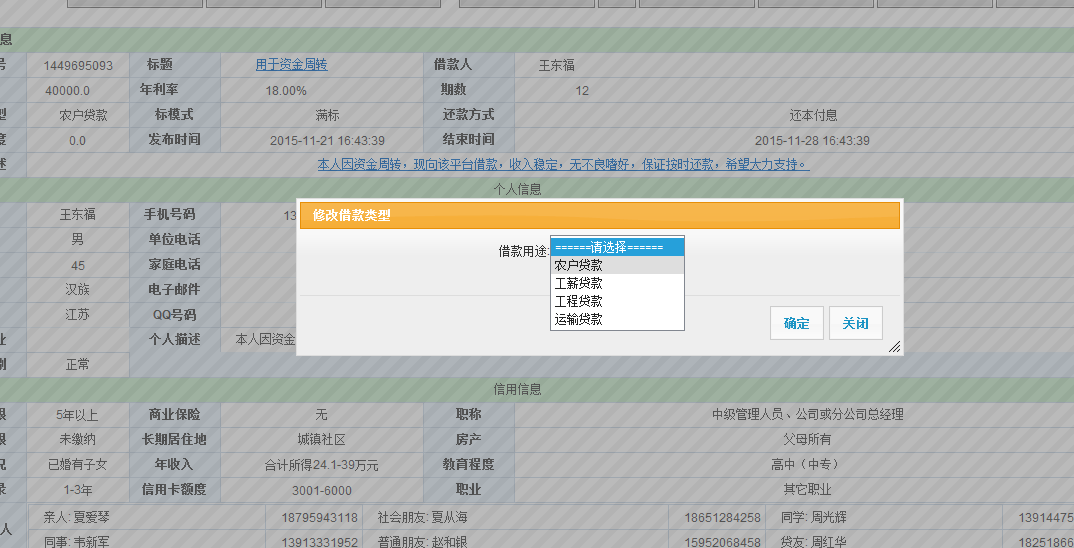 息
号 1449695093 标题 用于资金周转 借款人 王东福
40000.0 年利率 18.00% 期数 12
型 农户贷款 标模式 满标 还款方式 还本付息
度 0.0 发布时间 2015-11-21 16:43:39 结束时间 2015-11-28 16:43:39
述 本人因资金周转，现向该平台借款，收入稳定，无不良嗜好，保证按时还款，希望大力支持。
个人信息
王东福 手机号码 13
男 单位电话
45 家庭电话
汉族 电子邮件
江苏 QQ号码
业 个人描述 本人因资金
别 正常
修改借款类型
借款用途:
======请选择======
农户贷款
工薪贷款
工程贷款
运输贷款
确定 关闭
信用信息
限 5年以上 商业保险 无 职称 中级管理人员、公司或分公司总经理
限 未缴纳 长期居住地 城镇社区 房产 父母所有
况 已婚有子女 年收入 合计所得24.1-39万元 教育程度 高中（中专）
录 1-3年 信用卡额度 3001-6000 职业 其它职业
人 亲人: 夏爱琴 18795943118 社会朋友: 夏从海 18651284258 同学: 周光辉 13914475
同事: 韦新军 13913331952 普通朋友: 赵和银 15952068458 贷友: 周红华 18251866